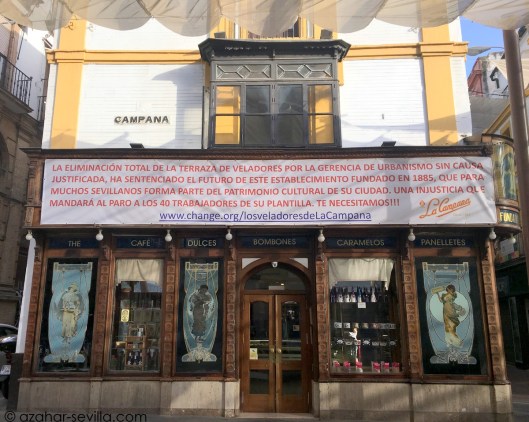 CAMPANA
LA ELIMINACIÓN TOTAL DE LA TERRAZA DE VELADORES POR LA GERENCIA DE URBANISMO SIN CAUSA
JUSTIFICADA, HA SENTENCIADO EL FUTURO DE ESTE ESTABLECIMIENTO FUNDARO EN 1885, QUE PARA
MUCHOS SEVILLANOS FORMA PARTE DEL PATRIMONIO CULTURAL DE SU CIUDAD. UNA INJUSTICIA QUE
MANDARÁ AL PARO A LOS 40 TRABAJADORES DE SU PLANTILLA. TE NECESITAMOS!!!
La Campana
www.change.org/losveladoresdeLaCampana
THE
CAFÉ
DULCES
BOMBONES
CARAMELOS
PANELLETES
© azahar-sevilla.com